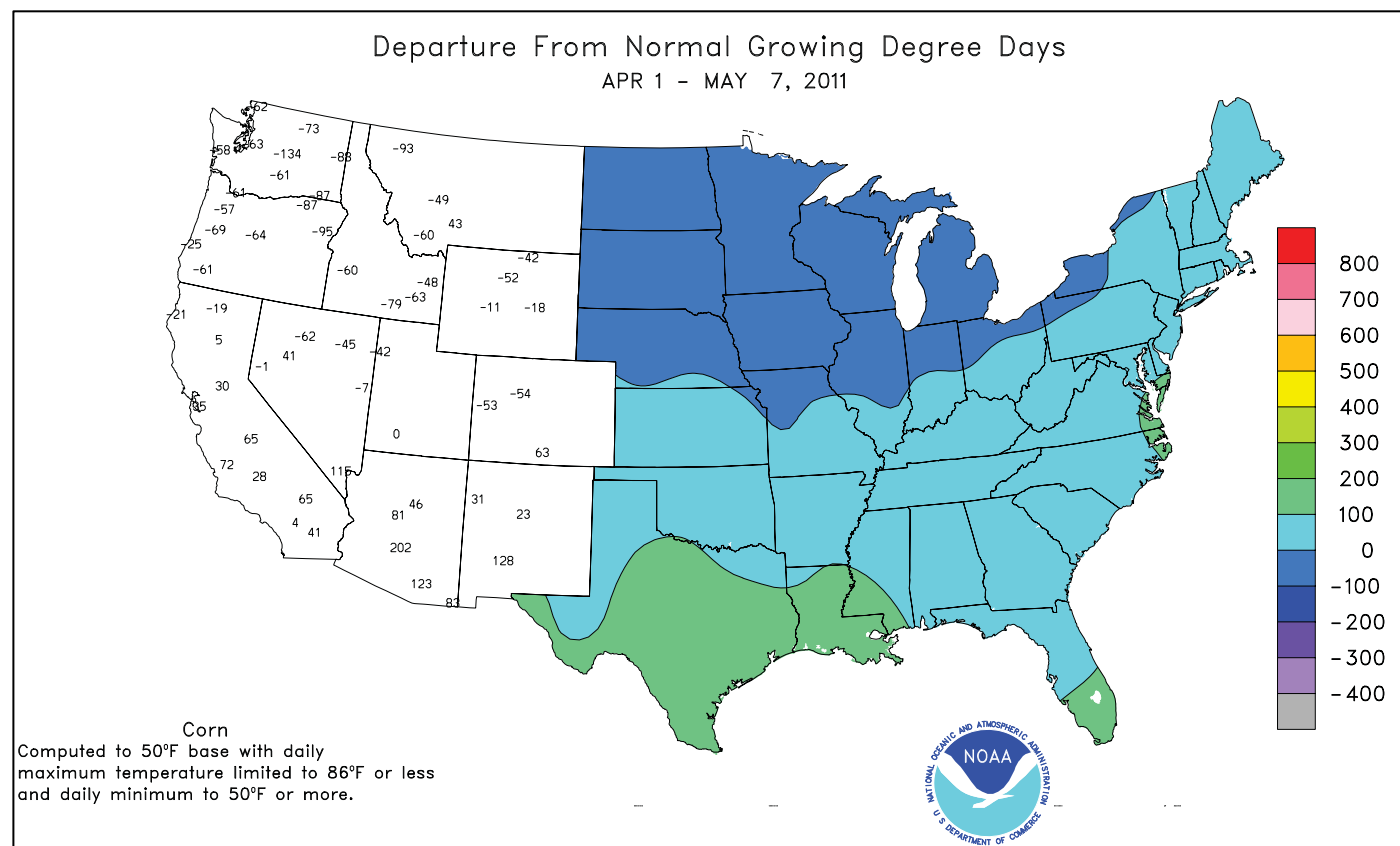 Departure From Normal Growing Degree Days
APR 1 - MAY 7, 2011
-62
-73
-58 -63
-134 -88 -93
-61
-61 -87 -49
-57 -87
-69 -64 -95 -60 43
-25
-61 -60 -52 -42
-48
-79 -63 -11 -18
-21 -19
5 -62 -45 -42
-1 41
30 -7 -54
-53
65 0
72 63
28 115
65 46 31
4 41 81 23
202 128
123
83
800
700
600
500
400
300
200
100
0
-100
-200
-300
-400
Corn
Computed to 50°F base with daily
maximum temperature limited to 86°F or less
and daily minimum to 50°F or more.
NATIONAL OCEANIC AND ATMOSPHERIC ADMINISTRATION
NOAA
U S DEPARTMENT OF COMMERCE